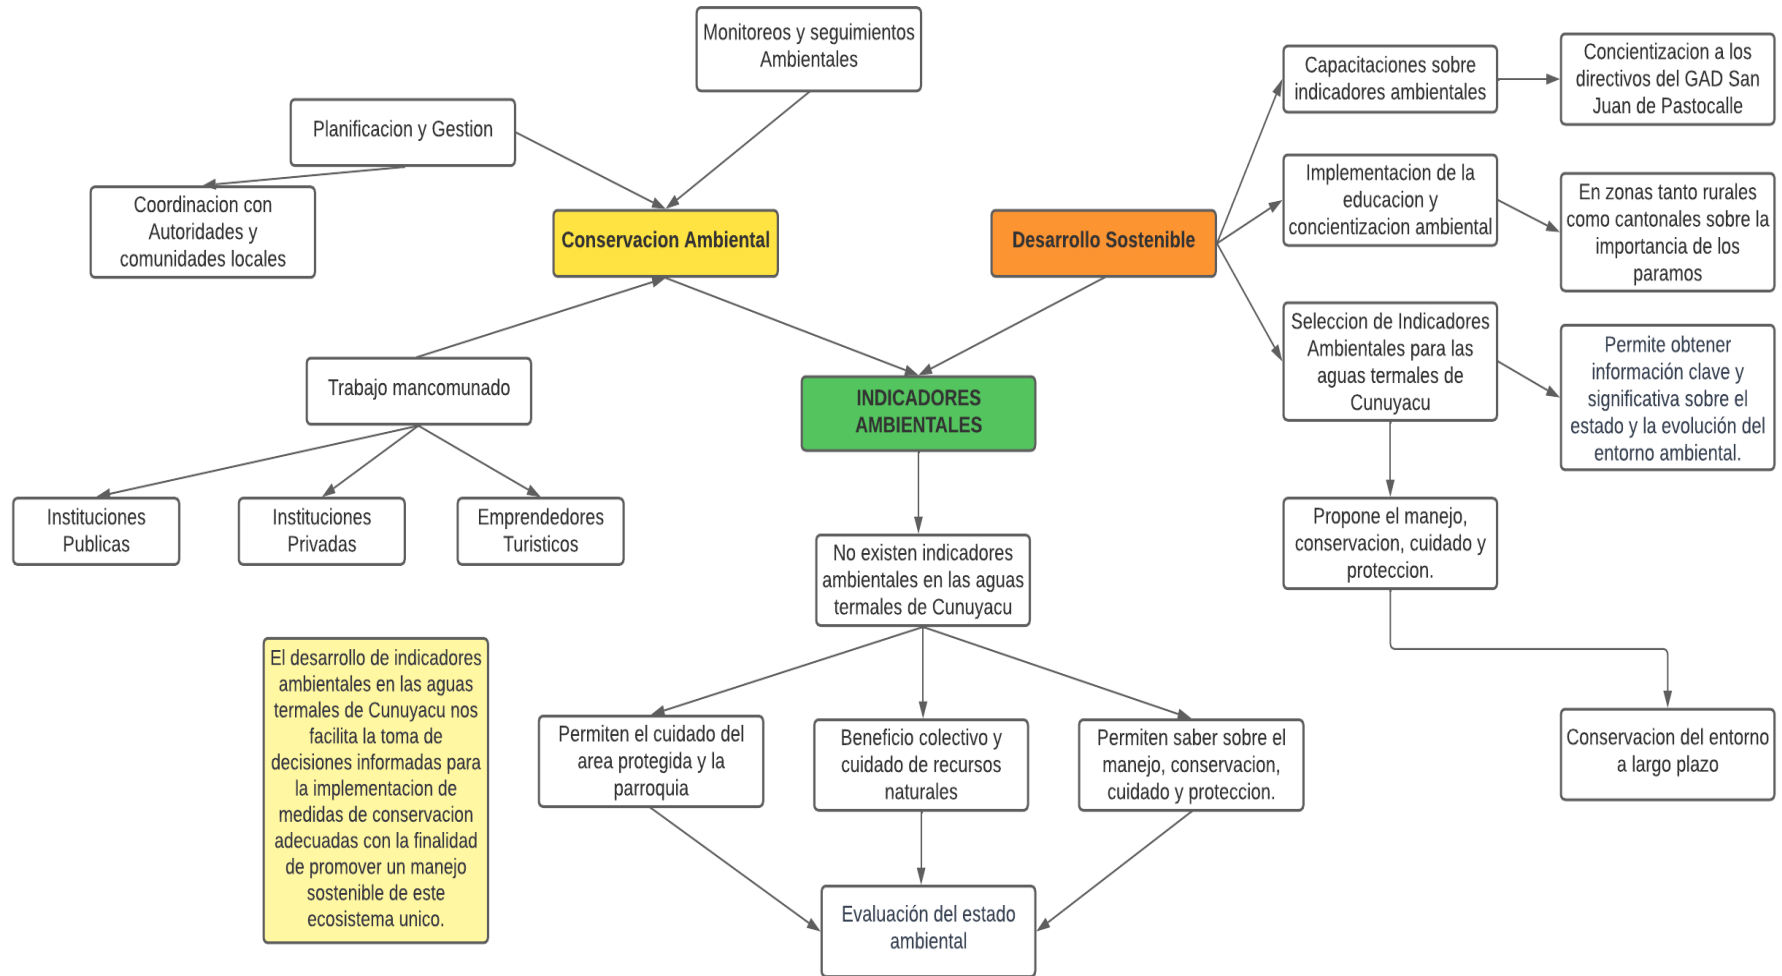 Monitoreos y seguimientos
Ambientales
Planificacion y Gestion
Coordinacion con
Autoridades y
comunidades locales
Conservacion Ambiental
Desarrollo Sostenible
Capacitaciones sobre
indicadores ambientales
Concientizacion a los
directivos del GAD San
Juan de Pastocalle
Implementacion de la
educacion y
concientizacion ambiental
En zonas tanto rurales
como cantonales sobre la
importancia de los
paramos
Seleccion de Indicadores
Ambientales para las
aguas termales de
Cunuyacu
Permite obtener
información clave y
significativa sobre el
estado y la evolución del
entorno ambiental.
Trabajo mancomunado
INDICADORES
AMBIENTALES
Instituciones
Publicas
Instituciones
Privadas
Emprendedores
Turisticos
No existen indicadores
ambientales en las aguas
termales de Cunuyacu
Propone el manejo,
conservacion, cuidado y
proteccion.
El desarrollo de indicadores
ambientales en las aguas
termales de Cunuyacu nos
facilita la toma de
decisiones informadas para
la implementacion de
medidas de conservacion
adecuadas con la finalidad
de promover un manejo
sostenible de este
ecosistema unico.
Permiten el cuidado del
area protegida y la
parroquia
Beneficio colectivo y
cuidado de recursos
naturales
Permiten saber sobre el
manejo, conservacion,
cuidado y proteccion.
Conservacion del entorno
a largo plazo
Evaluación del estado
ambiental